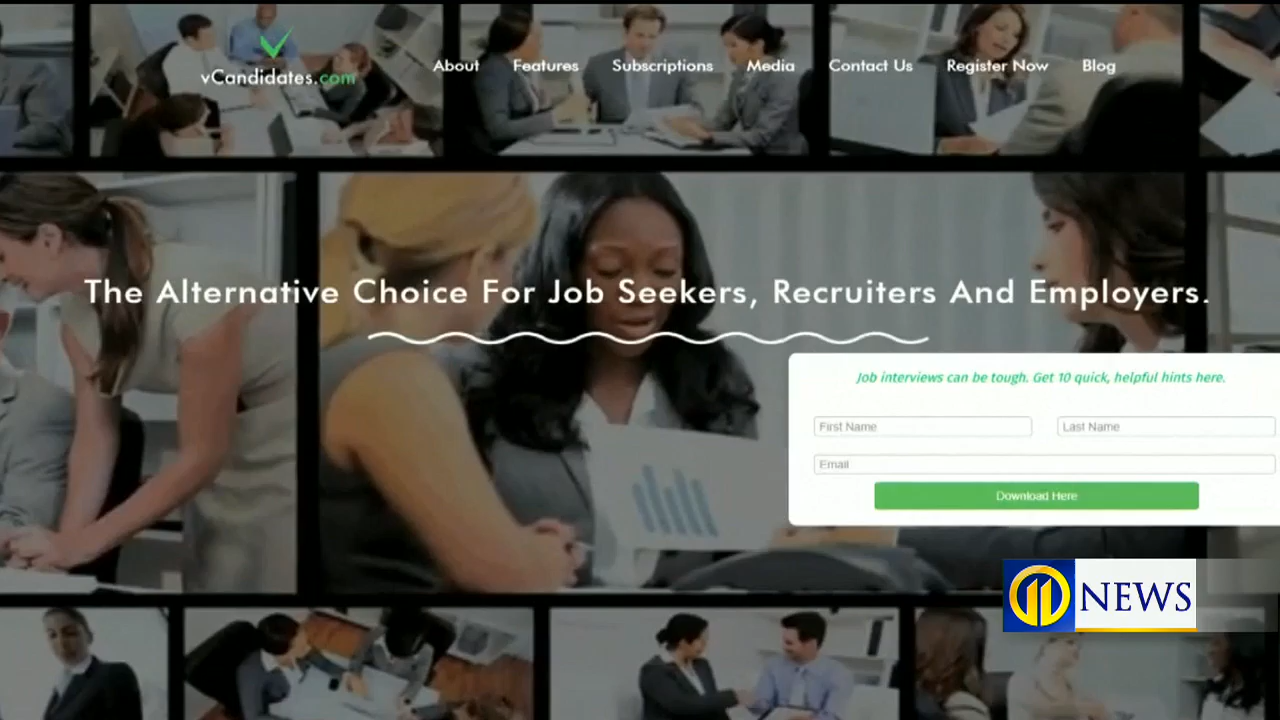 vCandidates.com
About Features Subscriptions Media Contact Us Register Now Blog
The Alternative Choice For Job Seekers, Recruiters And Employers.
Job interviews can be tough. Get 10 quick, helpful hints here.
First Name Last Name
Email
Download Here
11 NEWS